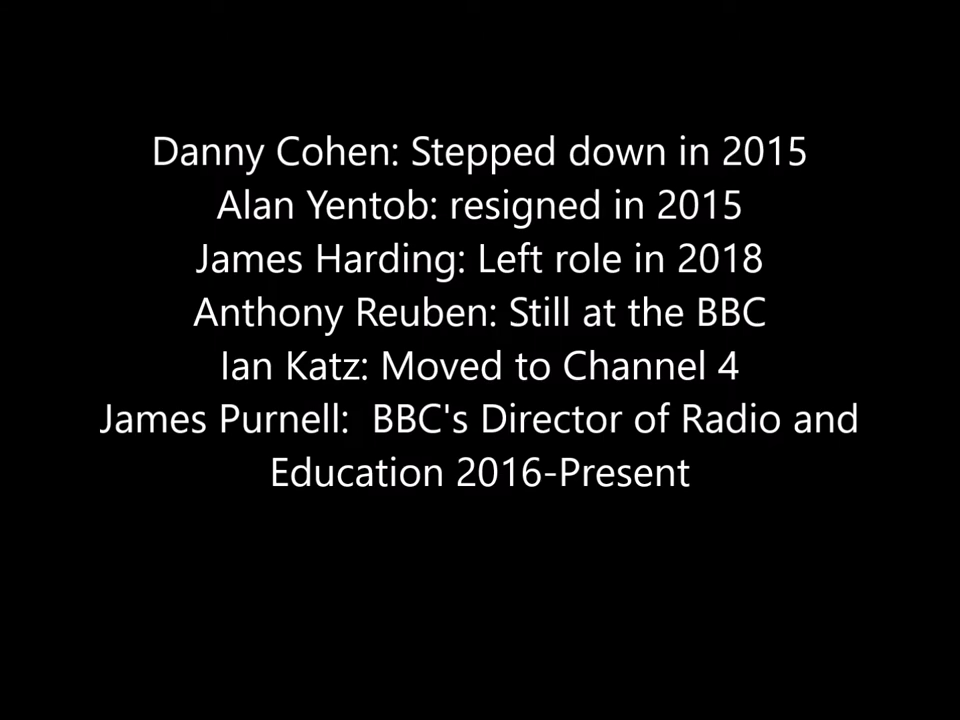 Danny Cohen: Stepped down in 2015
Alan Yentob: resigned in 2015
James Harding: Left role in 2018
Anthony Reuben: Still at the BBC
Ian Katz: Moved to Channel 4
James Purnell:  BBC's Director of Radio and
Education 2016-Present